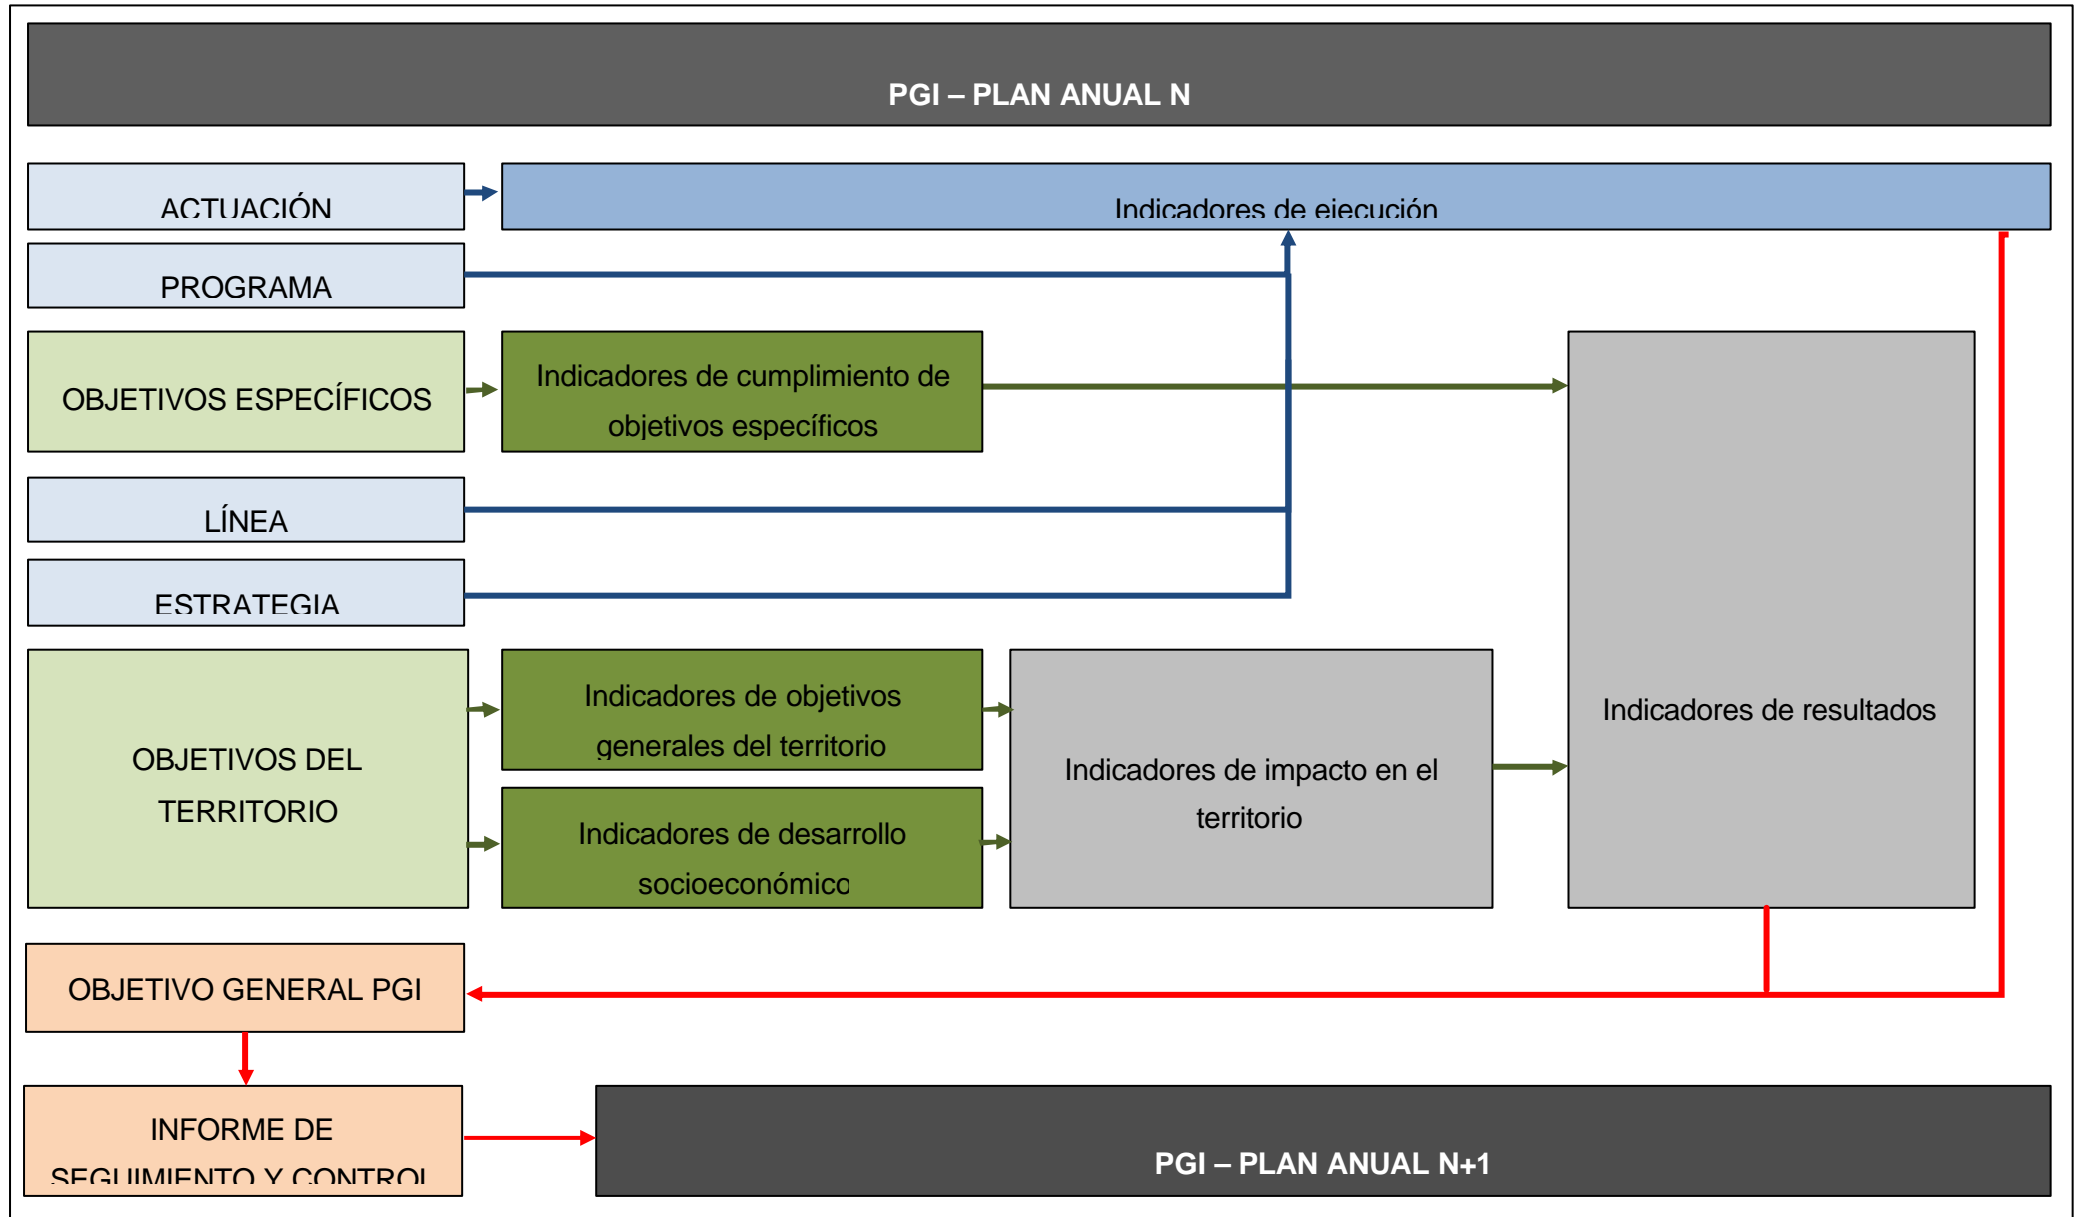 PGI – PLAN ANUAL N
ACTUACIÓN
Indicadores de ejecución
PROGRAMA
OBJETIVOS ESPECÍFICOS
Indicadores de cumplimiento de
objetivos específicos
LÍNEA
ESTRATEGIA
OBJETIVOS DEL
TERRITORIO
Indicadores de objetivos
generales del territorio
Indicadores de desarrollo
socioeconómico
Indicadores de impacto en el
territorio
Indicadores de resultados
OBJETIVO GENERAL PGI
INFORME DE
SEGUIMIENTO Y CONTROL
PGI – PLAN ANUAL N+1